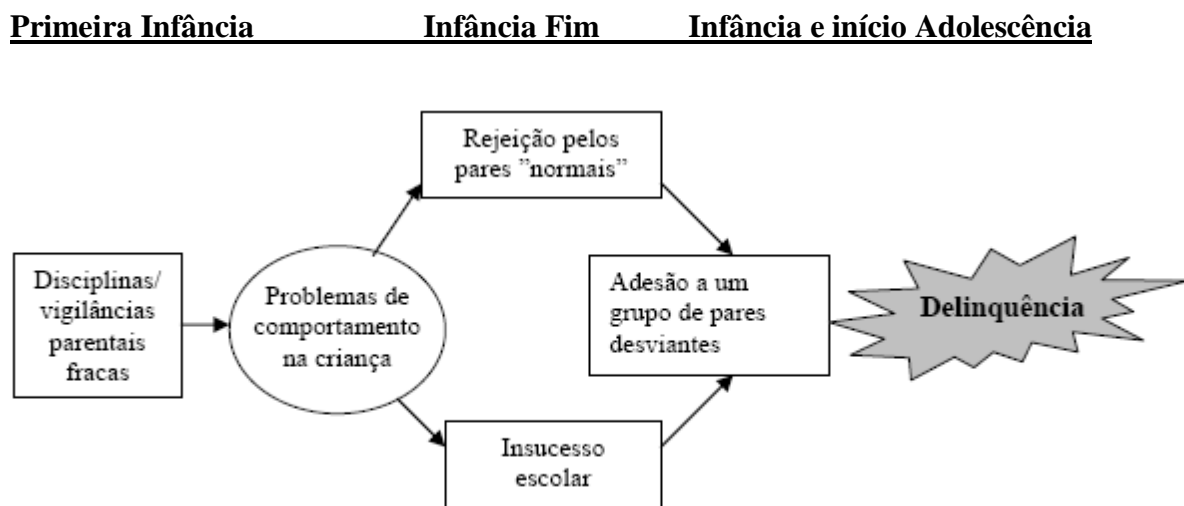 Primeira Infância Infância Fim Infância e início Adolescência
Rejeição pelos
pares ”normais”
Disciplinas/
vigilâncias
parentais
fracas
Problemas de
comportamento
na criança
Adesão a um
grupo de pares
desviantes
Delinquência
Insucesso
escolar